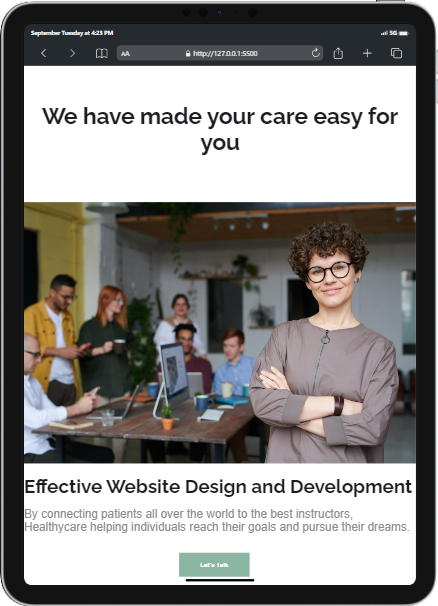 September Tuesday at 4:23 PM
5G
AA
http://127.0.0.1:5500
We have made your care easy for
you
Effective Website Design and Development
By connecting patients all over the world to the best instructors,
Healthycare helping individuals reach their goals and pursue their dreams.
Let's Talk